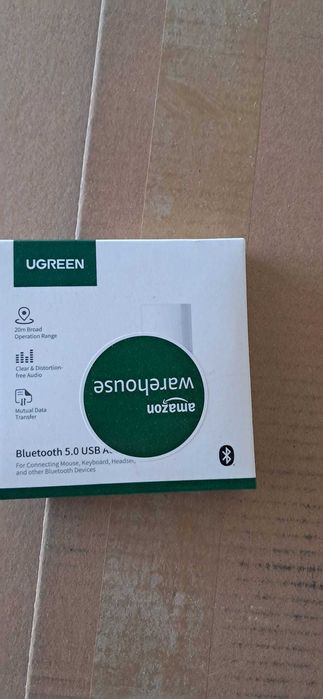 UGREEN
20m Broad
Operation Range
Clear & Distortion-
free Audio
Mutual Data
Transfer
amazon
warehouse
Bluetooth 5.0 USB
For Connecting Mouse, Keyboard, Headset,
and other Bluetooth Devices